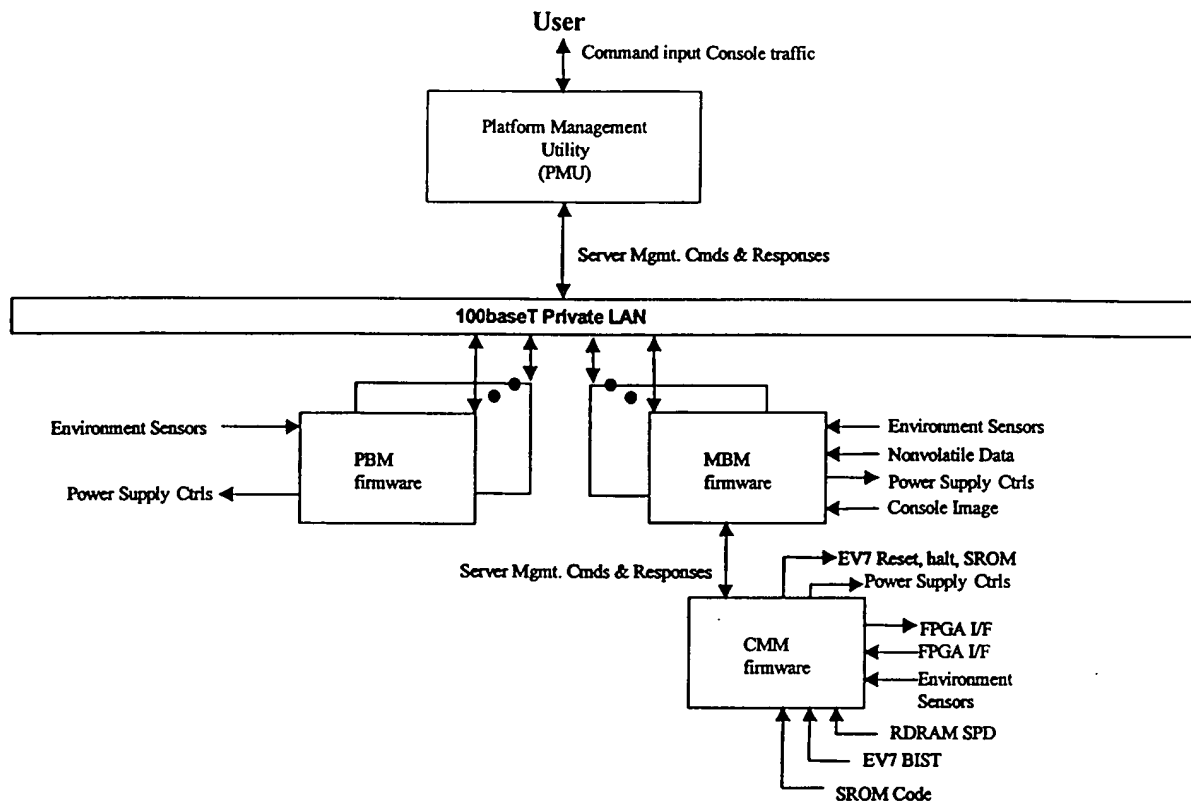 User
Command input Console traffic
Platform Management
Utility
(PMU)
Server Mgmt. Cmds & Responses
100baseT Private LAN
Environment Sensors
Power Supply Ctrls
PBM
firmware
MBM
firmware
Environment Sensors
Nonvolatile Data
Power Supply Ctrls
Console Image
Server Mgmt. Cmds & Responses
EV7 Reset, halt, SROM
Power Supply Ctrls
CMM
firmware
FPGA I/F
FPGA I/F
Environment
Sensors
RDRAM SPD
EV7 BIST
SROM Code